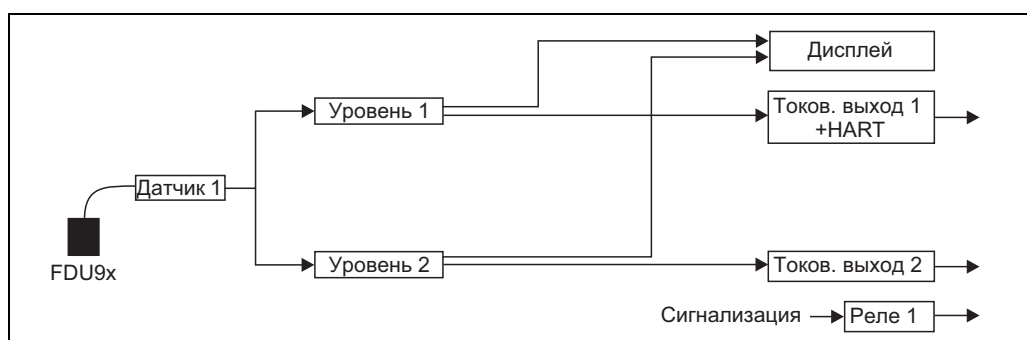 Дисплей
Уровень 1
Токов. выход 1
+HART
Датчик 1
FDU9x
Уровень 2
Токов. выход 2
Сигнализация
Реле 1